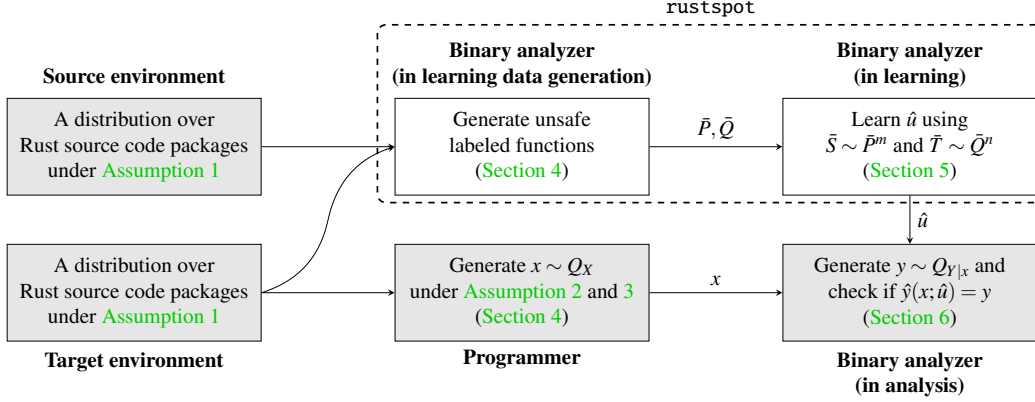 rustspot
Source environment
A distribution over
Rust source code packages
under Assumption 1
Binary analyzer
(in learning data generation)
Generate unsafe
labeled functions
(Section 4)
P̄, Q̄
Binary analyzer
(in learning)
Learn û using
S̄ ∼ P̄ᵐ and T̄ ∼ Q̄ⁿ
(Section 5)
û
A distribution over
Rust source code packages
under Assumption 1
Target environment
Generate x ∼ Q_X
under Assumption 2 and 3
(Section 4)
Programmer
x
Generate y ∼ Q_{Y|x} and
check if ŷ(x; û) = y
(Section 6)
Binary analyzer
(in analysis)